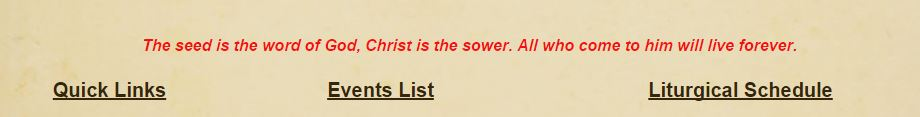 The seed is the word of God, Christ is the sower. All who come to him will live forever.
Quick Links Events List Liturgical Schedule